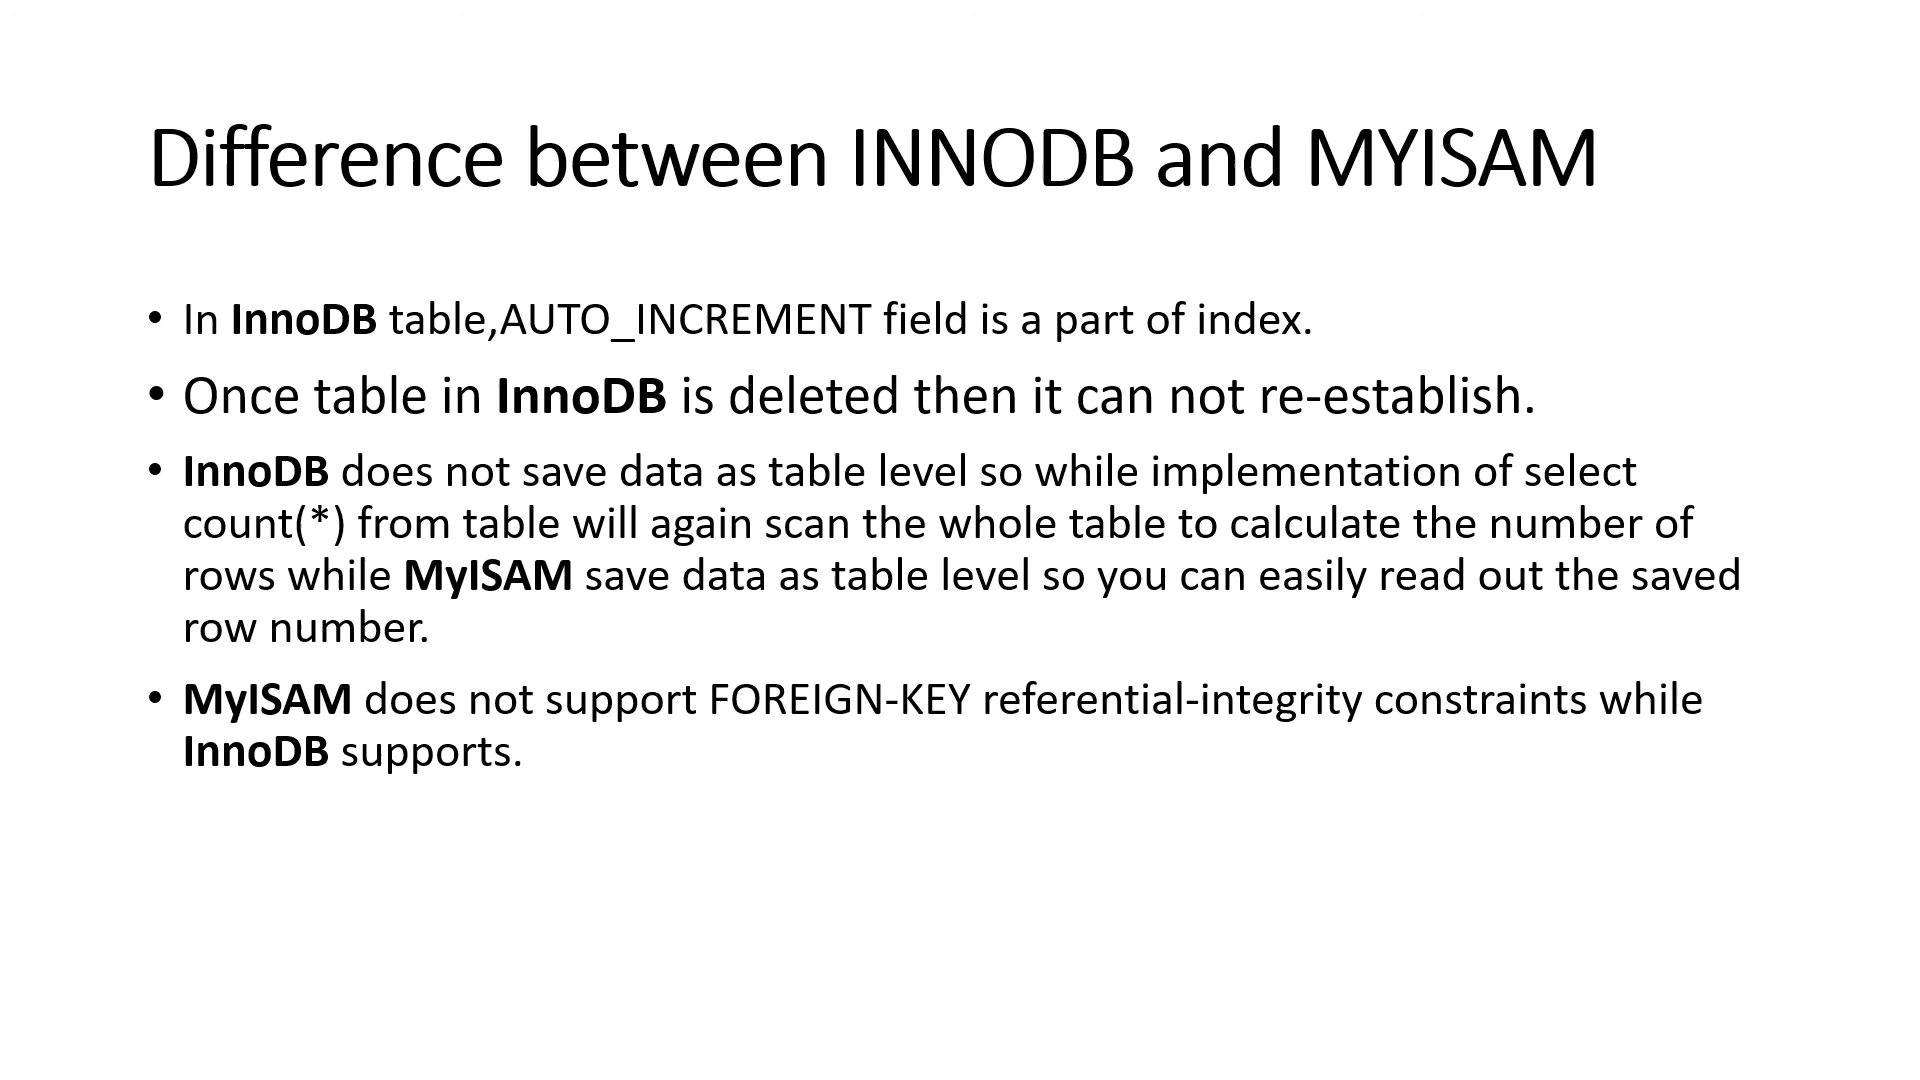 Difference between INNODB and MYISAM
• In InnoDB table,AUTO_INCREMENT field is a part of index.
• Once table in InnoDB is deleted then it can not re-establish.
• InnoDB does not save data as table level so while implementation of select
count(*) from table will again scan the whole table to calculate the number of
rows while MyISAM save data as table level so you can easily read out the saved
row number.
• MyISAM does not support FOREIGN-KEY referential-integrity constraints while
InnoDB supports.